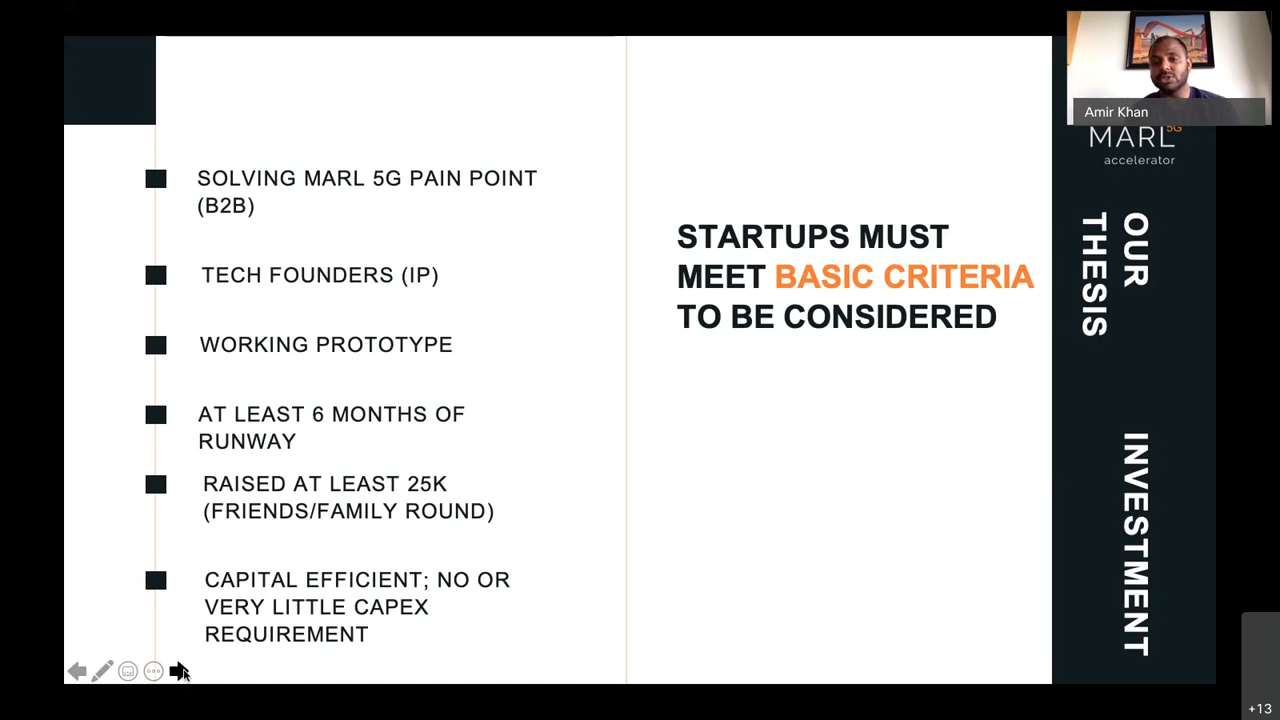 SOLVING MARL 5G PAIN POINT
(B2B)
TECH FOUNDERS (IP)
WORKING PROTOTYPE
AT LEAST 6 MONTHS OF
RUNWAY
RAISED AT LEAST 25K
(FRIENDS/FAMILY ROUND)
CAPITAL EFFICIENT; NO OR
VERY LITTLE CAPEX
REQUIREMENT
STARTUPS MUST
MEET BASIC CRITERIA
TO BE CONSIDERED
Amir Khan
MARL 5G
accelerator
OUR INVESTMENT
THESIS
+13